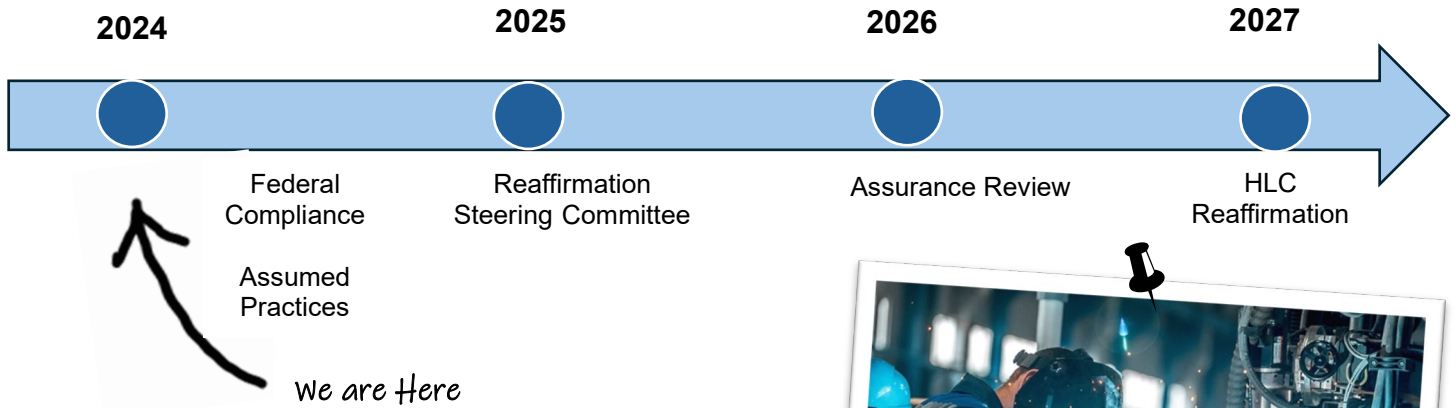 2024
2025
2026
2027
Federal
Compliance
Assumed
Practices
Reaffirmation
Steering Committee
Assurance Review
HLC
Reaffirmation
We are Here